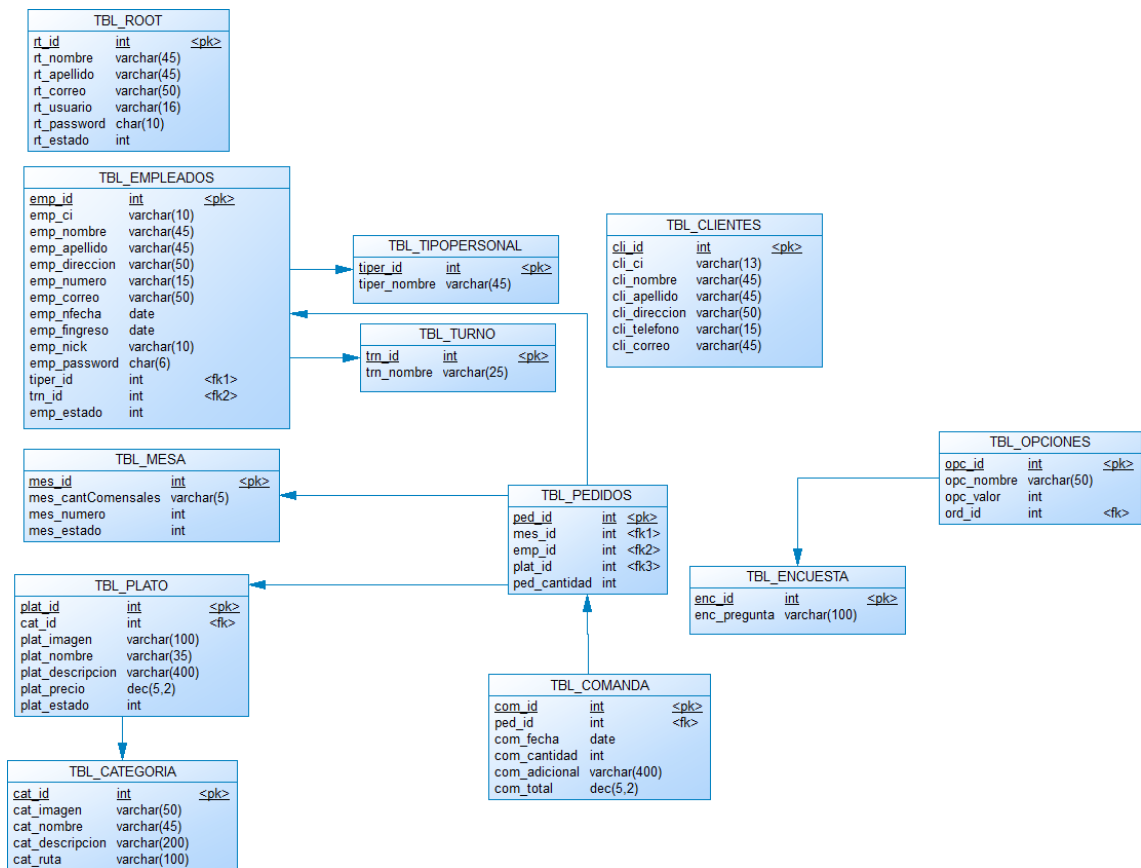 TBL_ROOT
rt_id int <pk>
rt_nombre varchar(45)
rt_apellido varchar(45)
rt_correo varchar(50)
rt_usuario varchar(16)
rt_password char(10)
rt_estado int
TBL_EMPLEADOS
emp_id int <pk>
emp_ci varchar(10)
emp_nombre varchar(45)
emp_apellido varchar(45)
emp_direccion varchar(50)
emp_numero varchar(15)
emp_correo varchar(50)
emp_nfecha date
emp_fingreso date
emp_nick varchar(10)
emp_password char(6)
tiper_id int <fk1>
trn_id int <fk2>
emp_estado int
TBL_TIPOPERSONAL
tiper_id int <pk>
tiper_nombre varchar(45)
TBL_TURNO
trn_id int <pk>
trn_nombre varchar(25)
TBL_CLIENTES
cli_id int <pk>
cli_ci varchar(13)
cli_nombre varchar(45)
cli_apellido varchar(45)
cli_direccion varchar(50)
cli_telefono varchar(15)
cli_correo varchar(45)
TBL_MESA
mes_id int <pk>
mes_cantComensales varchar(5)
mes_numero int
mes_estado int
TBL_PEDIDOS
ped_id int <pk>
mes_id int <fk1>
emp_id int <fk2>
plat_id int <fk3>
ped_cantidad int
TBL_OPCIONES
opc_id int <pk>
opc_nombre varchar(50)
opc_valor int
ord_id int <fk>
TBL_ENCUESTA
enc_id int <pk>
enc_pregunta varchar(100)
TBL_PLATO
plat_id int <pk>
cat_id int <fk>
plat_imagen varchar(100)
plat_nombre varchar(35)
plat_descripcion varchar(400)
plat_precio dec(5,2)
plat_estado int
TBL_COMANDA
com_id int <pk>
ped_id int <fk>
com_fecha date
com_cantidad int
com_adicional varchar(400)
com_total dec(5,2)
TBL_CATEGORIA
cat_id int <pk>
cat_imagen varchar(50)
cat_nombre varchar(45)
cat_descripcion varchar(200)
cat_ruta varchar(100)